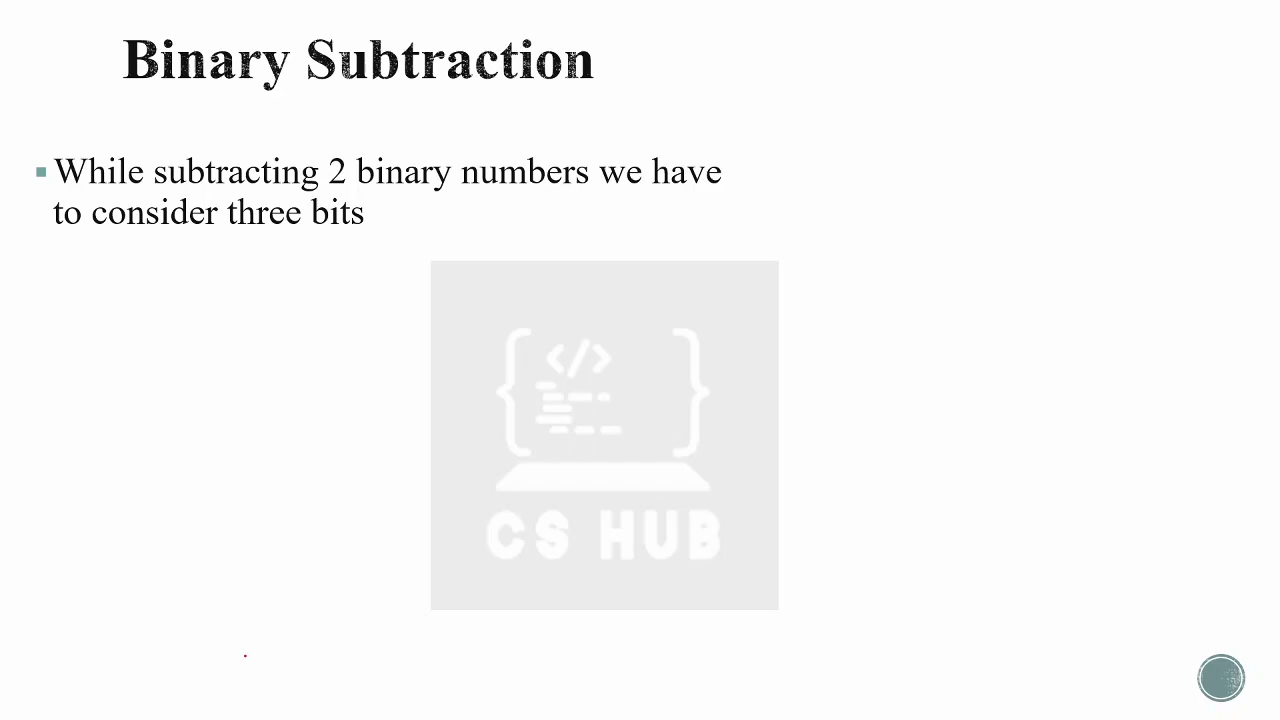 Binary Subtraction
While subtracting 2 binary numbers we have
to consider three bits
</>
CS HUB